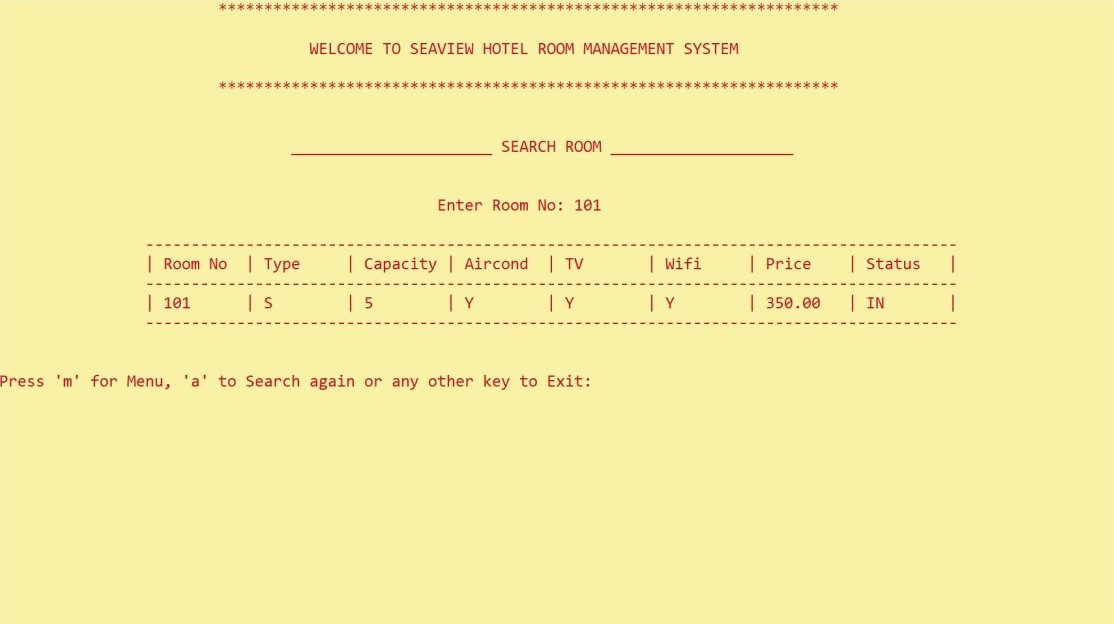 ********************************************************************
WELCOME TO SEAVIEW HOTEL ROOM MANAGEMENT SYSTEM
********************************************************************
______________________ SEARCH ROOM ____________________
Enter Room No: 101
-----------------------------------------------------------------------------------------
| Room No  | Type     | Capacity | Aircond  | TV       | Wifi     | Price    | Status   |
-----------------------------------------------------------------------------------------
| 101      | S        | 5        | Y        | Y        | Y        | 350.00   | IN       |
-----------------------------------------------------------------------------------------
Press 'm' for Menu, 'a' to Search again or any other key to Exit: